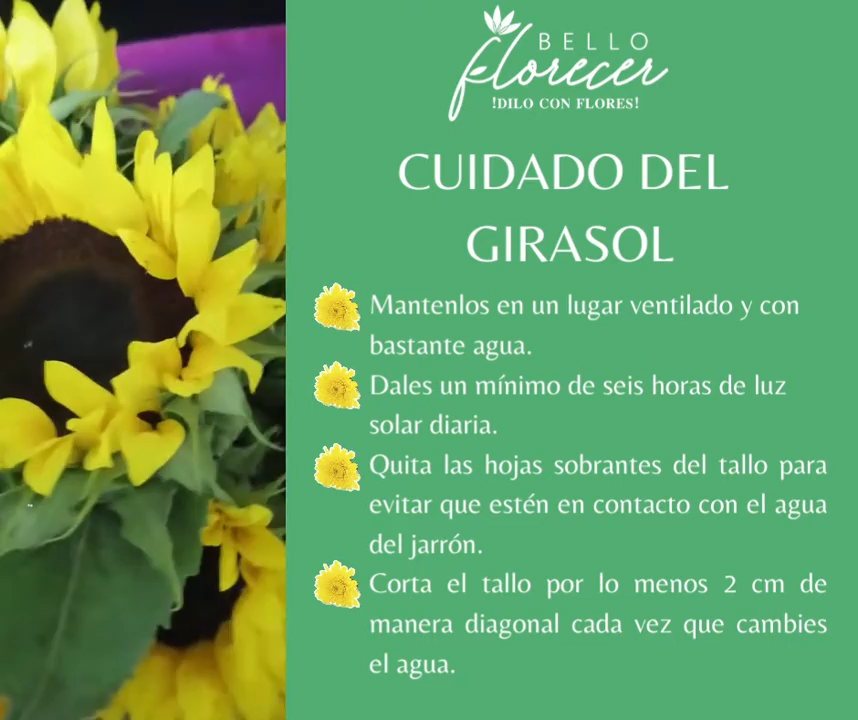 BELLO
florecer
!DILO CON FLORES!
CUIDADO DEL
GIRASOL
Mantenlos en un lugar ventilado y con
bastante agua.
Dales un mínimo de seis horas de luz
solar diaria.
Quita las hojas sobrantes del tallo para
evitar que estén en contacto con el agua
del jarrón.
Corta el tallo por lo menos 2 cm de
manera diagonal cada vez que cambies
el agua.